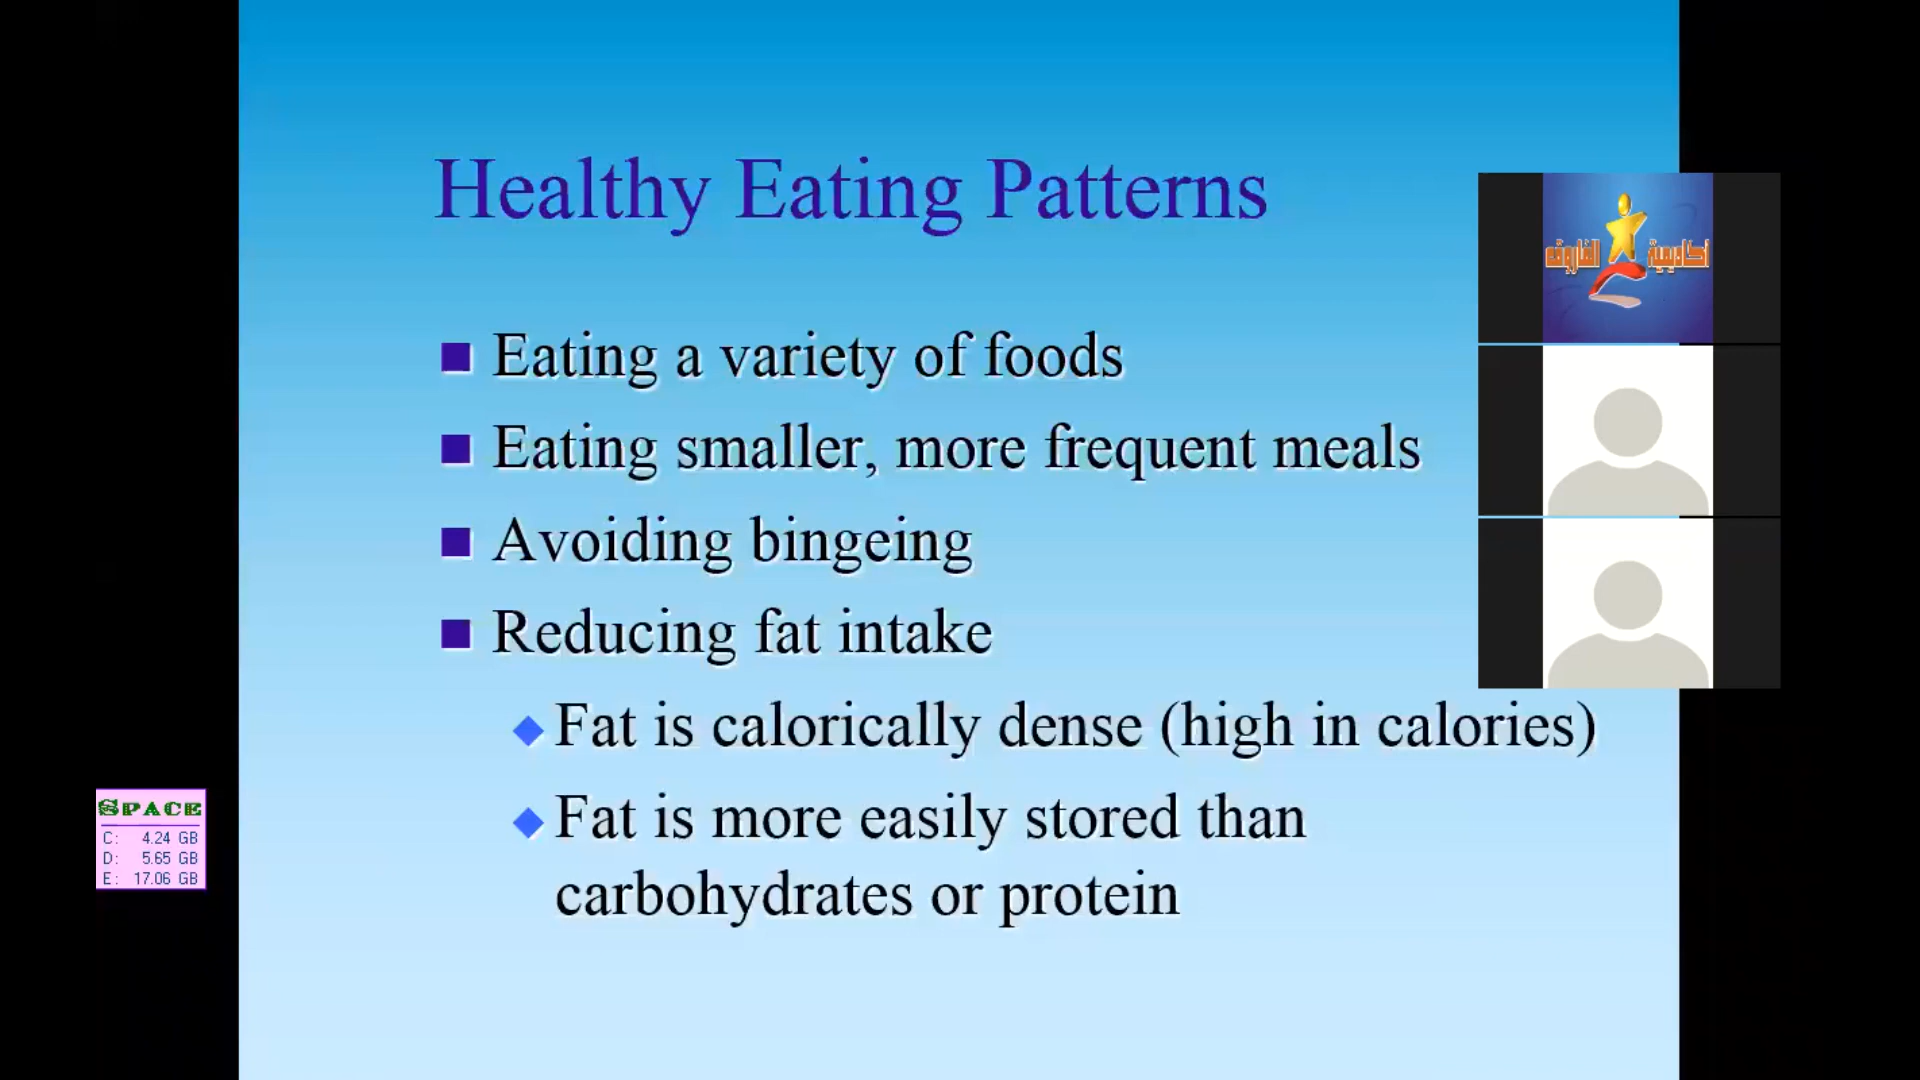 Healthy Eating Patterns
Eating a variety of foods
Eating smaller, more frequent meals
Avoiding bingeing
Reducing fat intake
Fat is calorically dense (high in calories)
Fat is more easily stored than
carbohydrates or protein
أكاديمية الفاروق
SPACE
C: 4.24 GB
D: 5.65 GB
E: 17.06 GB